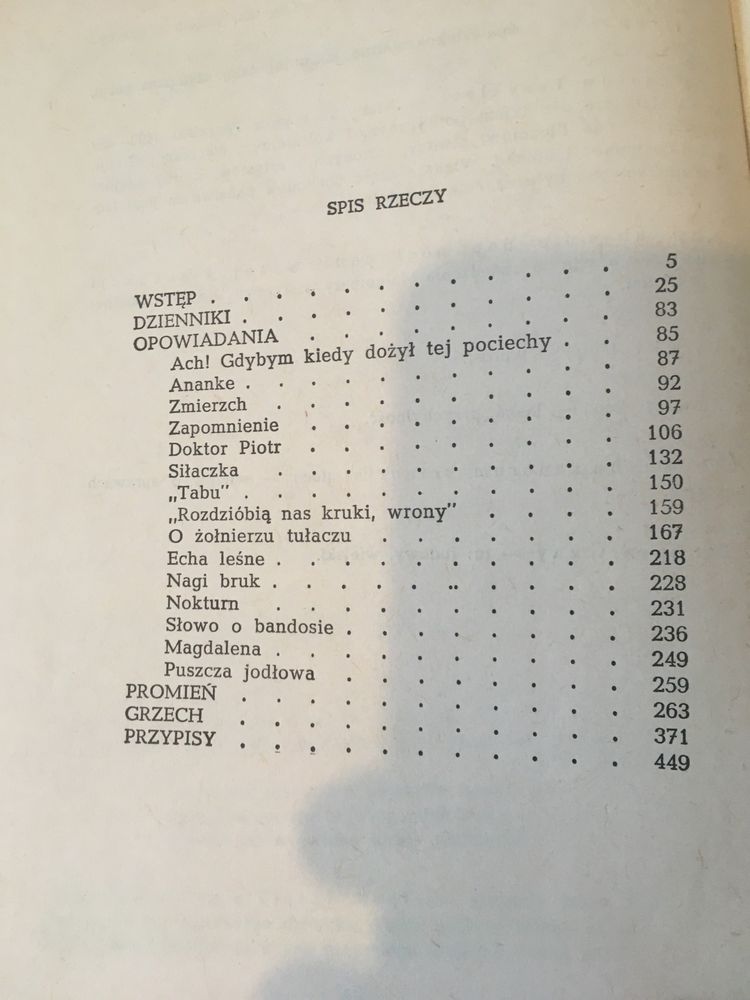 SPIS RZECZY
WSTĘP . . . . . . . . . . . . 5
DZIENNIKI . . . . . . . . . . . 25
OPOWIADANIA . . . . . . . . . 83
Ach! Gdybym kiedy dożył tej pociechy . . 85
Ananke . . . . . . . . . . . 87
Zmierzch . . . . . . . . . . 92
Zapomnienie . . . . . . . . . 97
Doktor Piotr . . . . . . . . . 106
Siłaczka . . . . . . . . . . 132
„Tabu” . . . . . . . . . . . 150
„Rozdzióbią nas kruki, wrony” . . . . 159
O żołnierzu tułaczu . . . . . . . 167
Echa leśne . . . . . . . . . . 218
Nagi bruk . . . . . . . . . . 228
Nokturn . . . . . . . . . . 231
Słowo o bandosie . . . . . . . . 236
Magdalena . . . . . . . . . . 249
Puszcza jodłowa . . . . . . . . 259
PROMIEŃ . . . . . . . . . . . 263
GRZECH . . . . . . . . . . . 371
PRZYPISY . . . . . . . . . . . 449